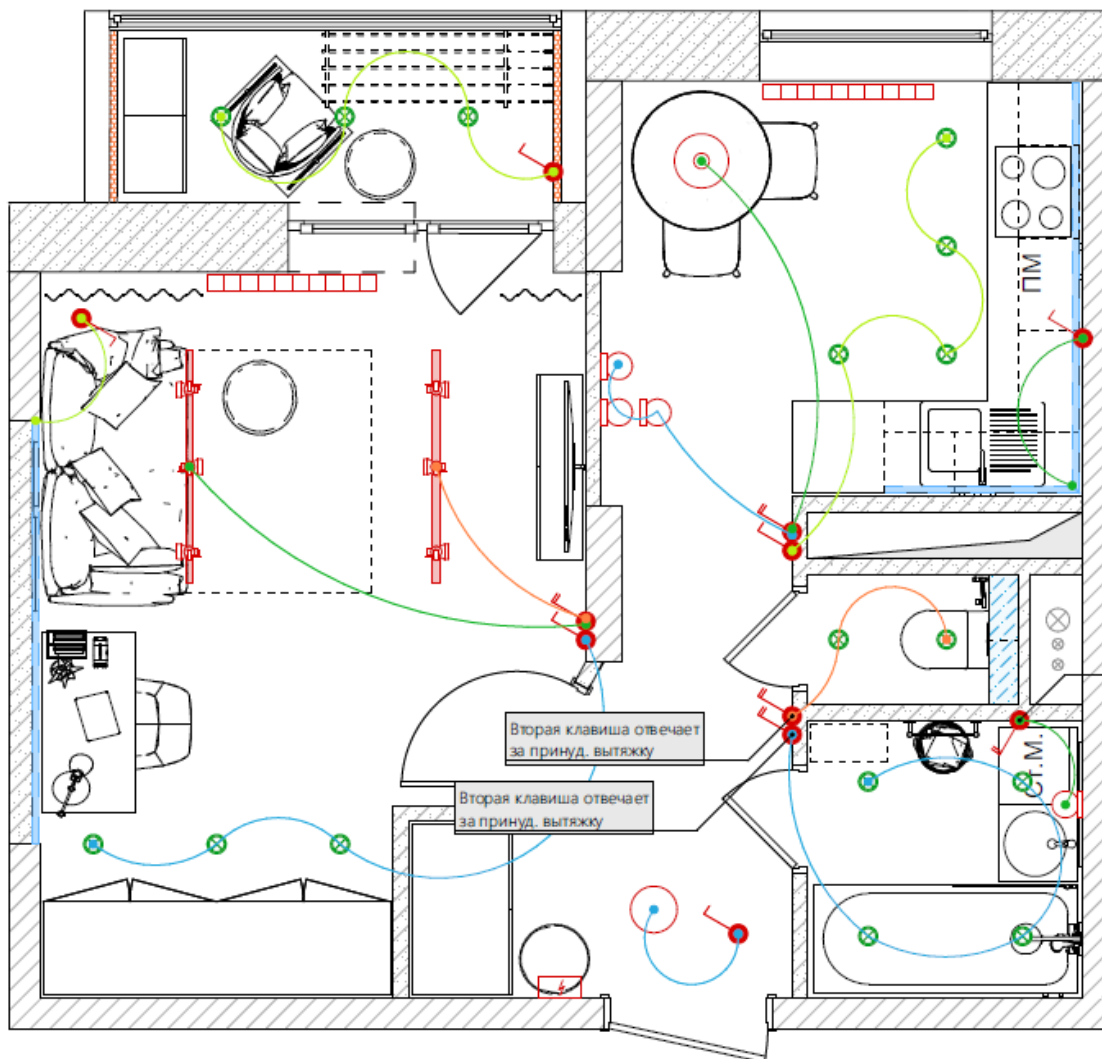 ПМ
Вторая клавиша отвечает
за принуд. вытяжку
Ст.М.
Вторая клавиша отвечает
за принуд. вытяжку